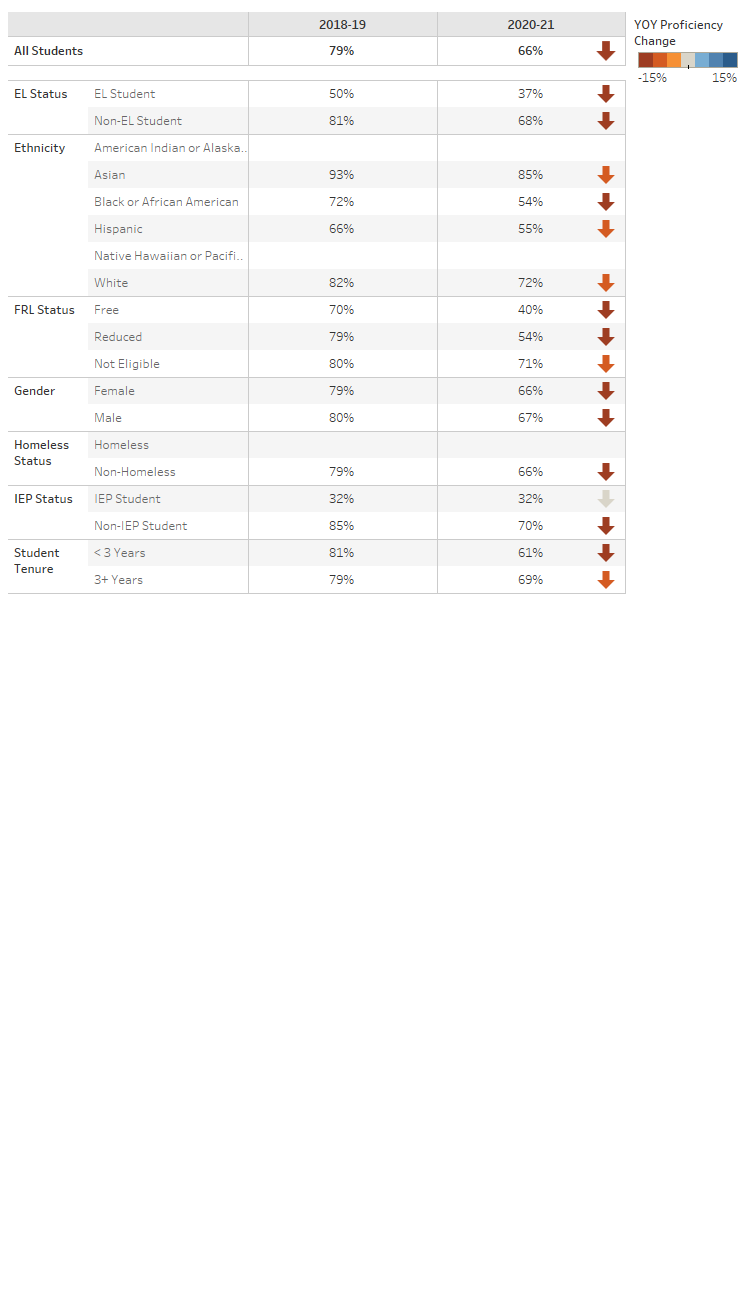 2018-19 2020-21
All Students 79% 66%
EL Status EL Student 50% 37%
Non-EL Student 81% 68%
Ethnicity American Indian or Alaska..
Asian 93% 85%
Black or African American 72% 54%
Hispanic 66% 55%
Native Hawaiian or Pacifi..
White 82% 72%
FRL Status Free 70% 40%
Reduced 79% 54%
Not Eligible 80% 71%
Gender Female 79% 66%
Male 80% 67%
Homeless Status Homeless
Non-Homeless 79% 66%
IEP Status IEP Student 32% 32%
Non-IEP Student 85% 70%
Student Tenure < 3 Years 81% 61%
3+ Years 79% 69%
YOY Proficiency
Change
-15% 15%